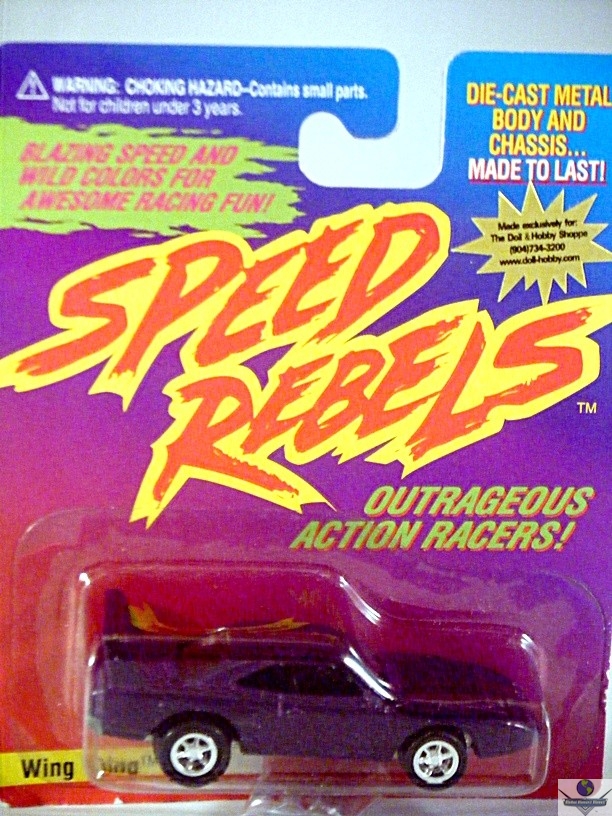 WARNING: CHOKING HAZARD–Contains small parts.
Not for children under 3 years.
BLAZING SPEED AND
WILD COLORS FOR
AWESOME RACING FUN!
DIE-CAST METAL
BODY AND
CHASSIS...
MADE TO LAST!
Made exclusively for:
The Doll & Hobby Shoppe
(904)734-3200
www.doll-hobby.com
SPEED
REBELS™
OUTRAGEOUS
ACTION RACERS!
Wing